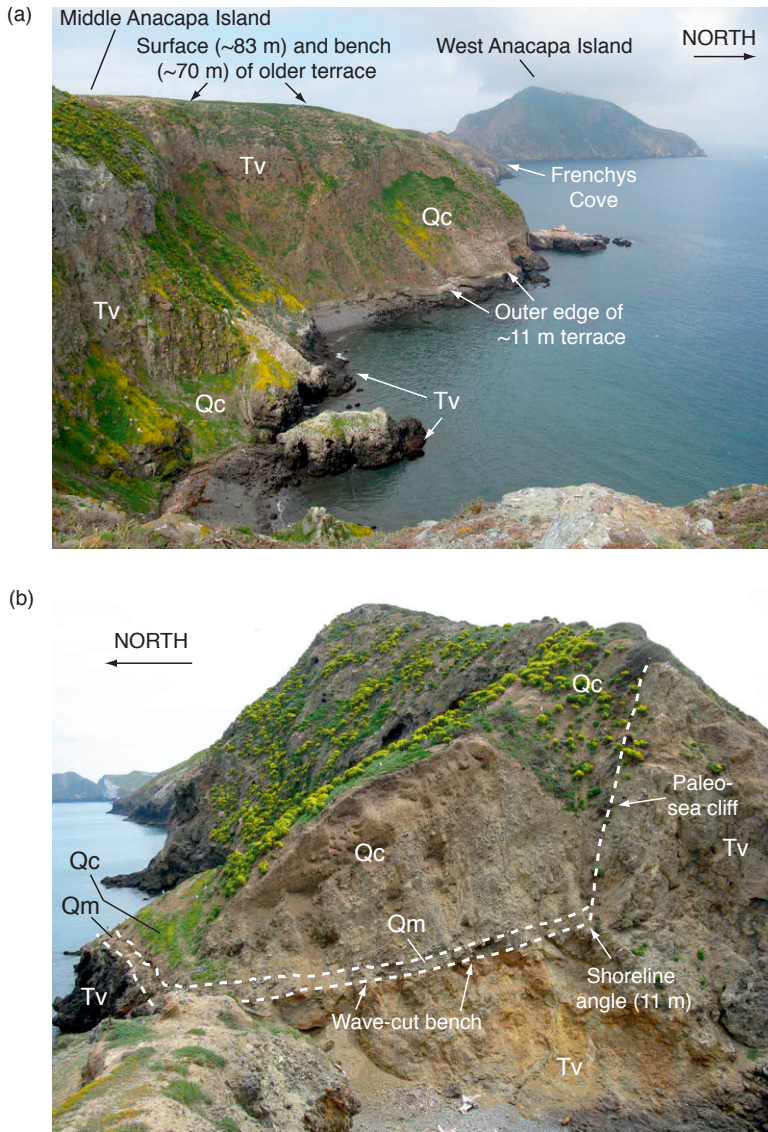 (a)
Middle Anacapa Island
Surface (~83 m) and bench
(~70 m) of older terrace
West Anacapa Island
NORTH
Tv
Frenchys
Cove
Qc
Tv
Outer edge of
~11 m terrace
Qc
Tv
(b)
NORTH
Qc
Paleo-
sea cliff
Qc
Tv
Qc
Qm
Qm
Tv
Shoreline
angle (11 m)
Wave-cut bench
Tv